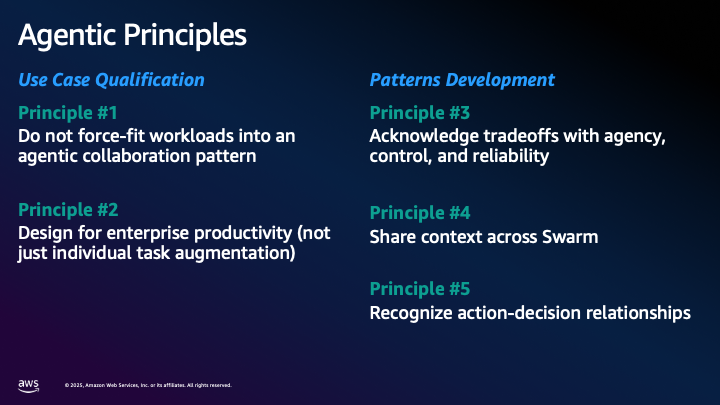 Agentic Principles
Use Case Qualification
Principle #1
Do not force-fit workloads into an
agentic collaboration pattern
Principle #2
Design for enterprise productivity (not
just individual task augmentation)
Patterns Development
Principle #3
Acknowledge tradeoffs with agency,
control, and reliability
Principle #4
Share context across Swarm
Principle #5
Recognize action-decision relationships
aws
© 2025, Amazon Web Services, Inc. or its affiliates. All rights reserved.